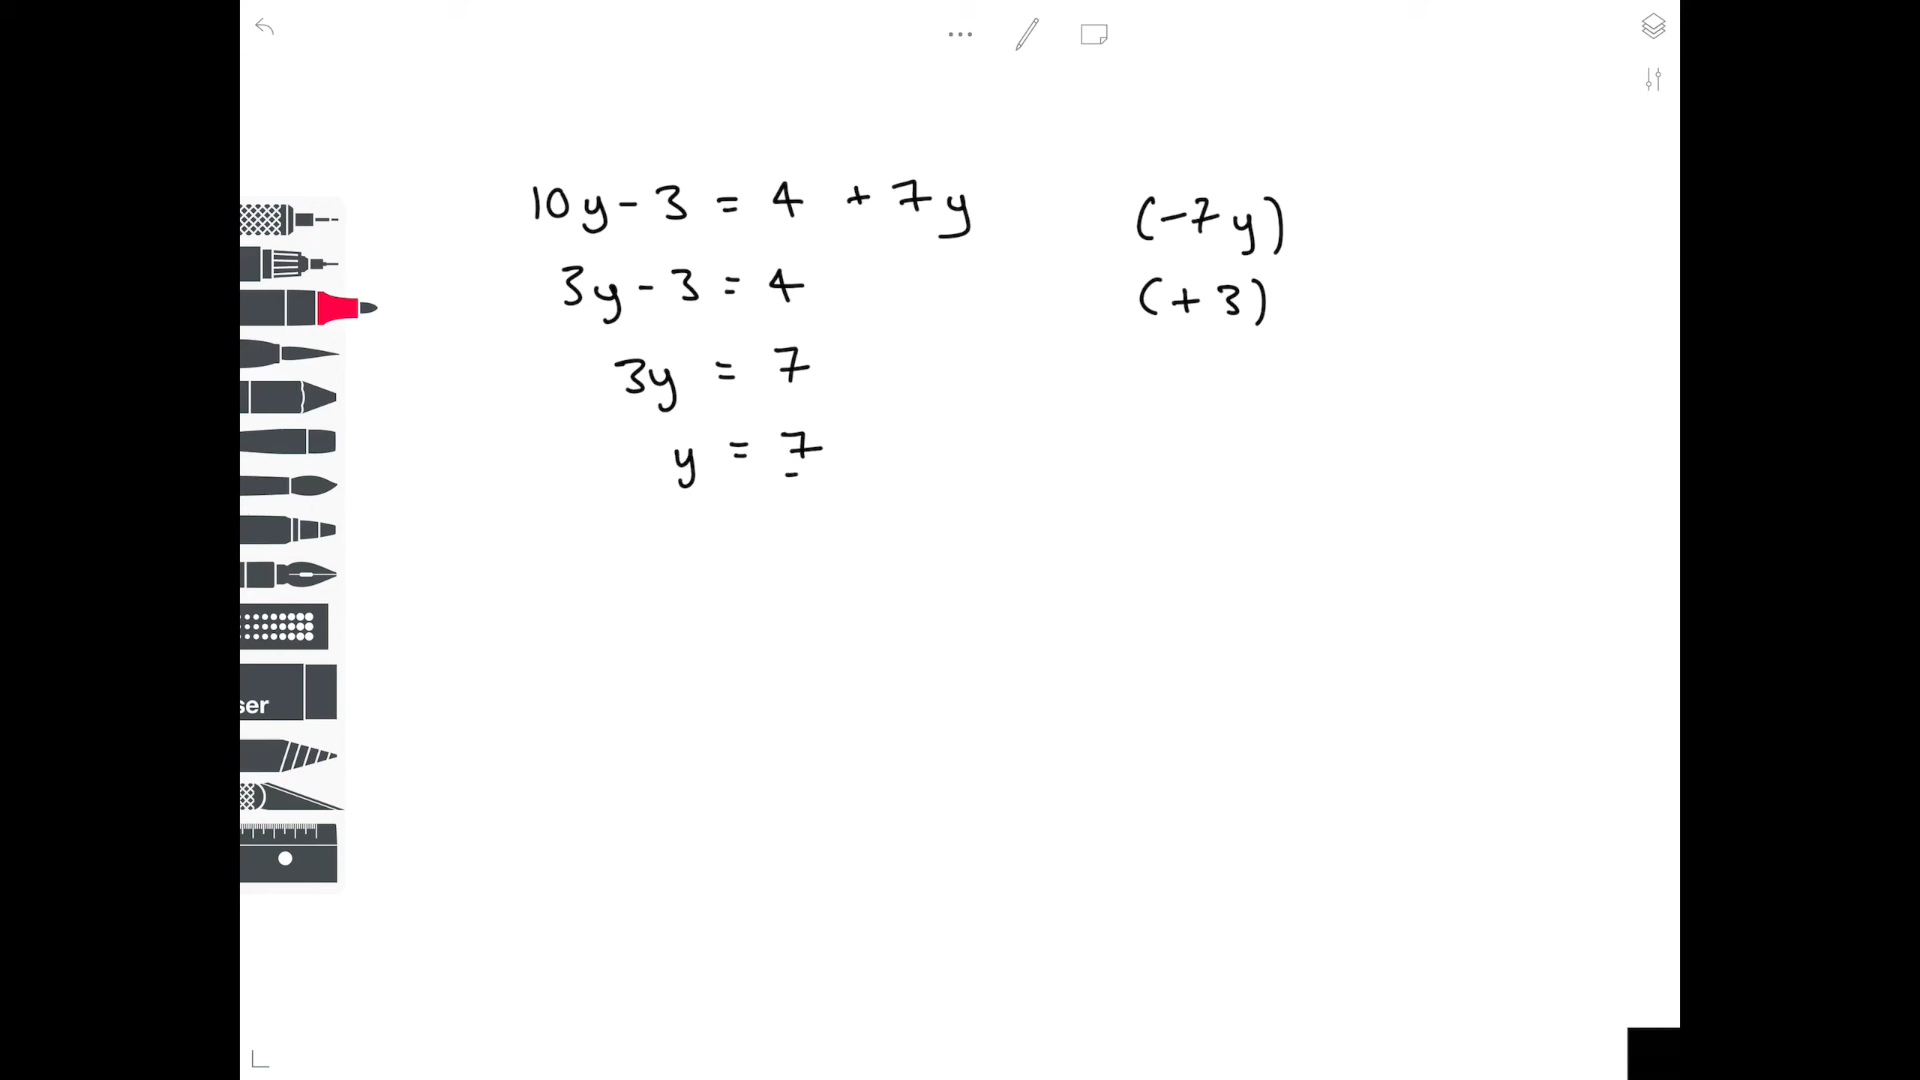 10y - 3 = 4 + 7y (-7y)
3y - 3 = 4 (+3)
3y = 7
y = 7
ser